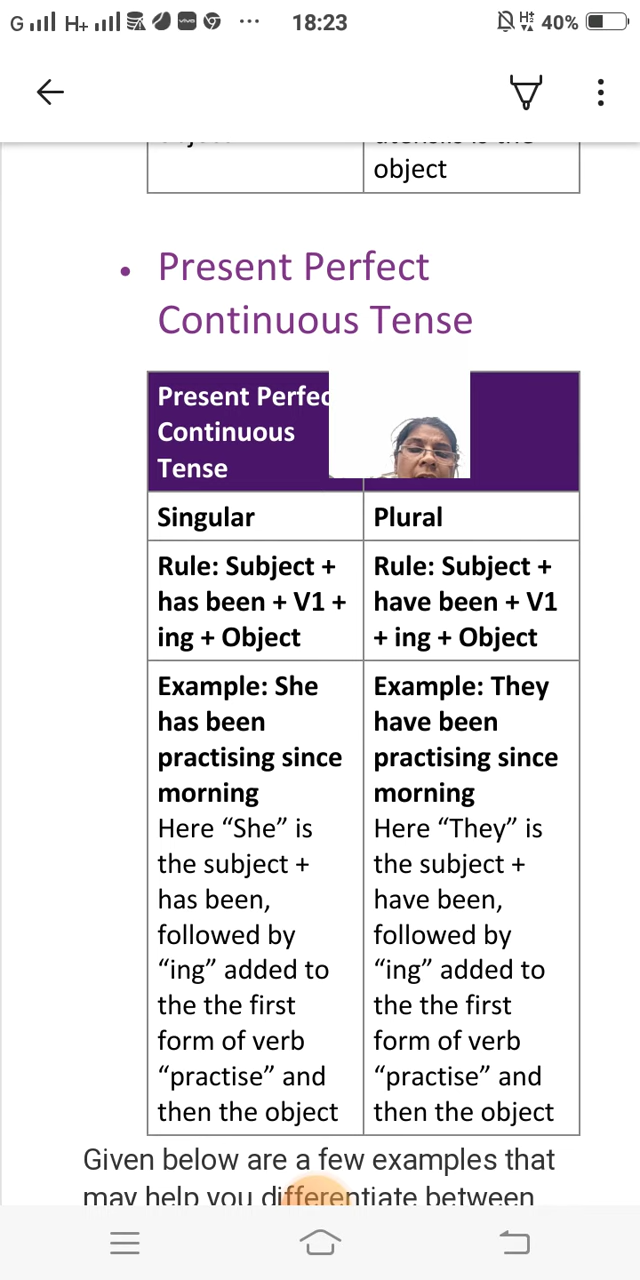 G H+ vivo ... 18:23 40%
object
• Present Perfect
Continuous Tense
Present Perfec
Continuous
Tense
Singular
Plural
Rule: Subject +
has been + V1 +
ing + Object
Rule: Subject +
have been + V1
+ ing + Object
Example: She
has been
practising since
morning
Here “She” is
the subject +
has been,
followed by
“ing” added to
the the first
form of verb
“practise” and
then the object
Example: They
have been
practising since
morning
Here “They” is
the subject +
have been,
followed by
“ing” added to
the the first
form of verb
“practise” and
then the object
Given below are a few examples that
may help you differentiate between